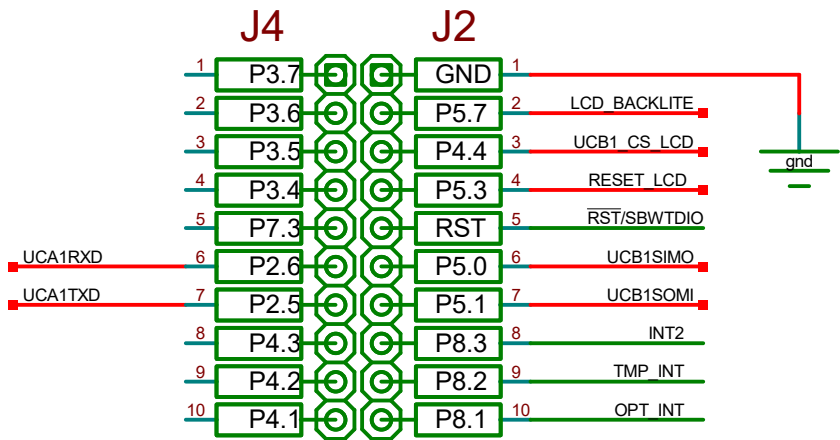 J4 J2
1 P3.7 GND 1
2 P3.6 P5.7 2 LCD_BACKLITE
3 P3.5 P4.4 3 UCB1_CS_LCD
gnd
4 P3.4 P5.3 4 RESET_LCD
5 P7.3 RST 5 RST/SBWTDIO
UCA1RXD 6 P2.6 P5.0 6 UCB1SIMO
UCA1TXD 7 P2.5 P5.1 7 UCB1SOMI
8 P4.3 P8.3 8 INT2
9 P4.2 P8.2 9 TMP_INT
10 P4.1 P8.1 10 OPT_INT